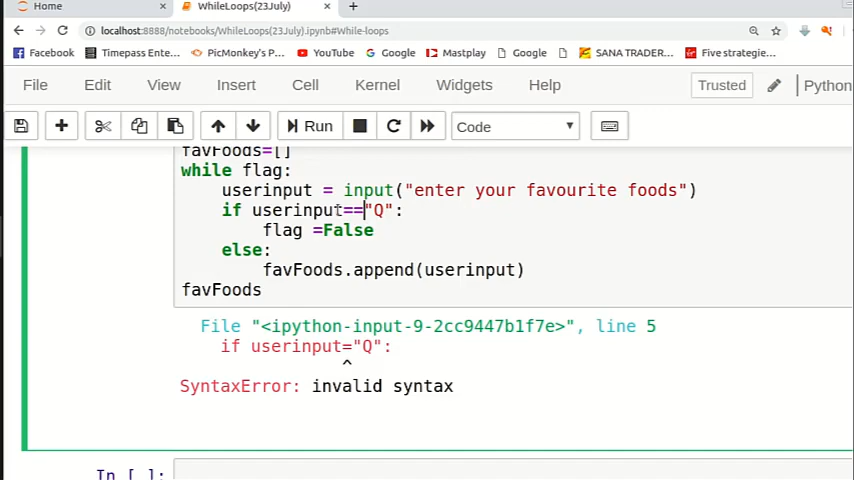 Home
WhileLoops(23July)
localhost:8888/notebooks/WhileLoops(23July).ipynb#While-loops
Facebook Timepass Ente... PicMonkey's P... YouTube Google Mastplay Google SANA TRADER... Five strategie...
File Edit View Insert Cell Kernel Widgets Help Trusted Python
Run Code
favFoods=[]
while flag:
userinput = input("enter your favourite foods")
if userinput=="Q":
flag =False
else:
favFoods.append(userinput)
favFoods
File "<ipython-input-9-2cc9447b1f7e>", line 5
if userinput="Q":
^
SyntaxError: invalid syntax
In [ ]: